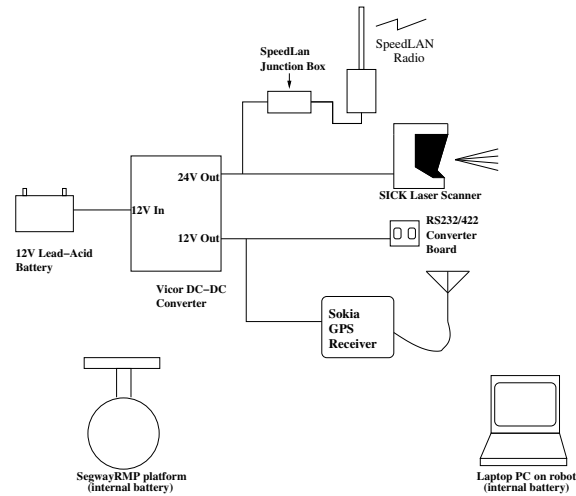 SpeedLan
Junction Box
SpeedLAN
Radio
24V Out
SICK Laser Scanner
12V In
12V Out
RS232/422
Converter
Board
12V Lead-Acid
Battery
Vicor DC-DC
Converter
Sokia
GPS
Receiver
SegwayRMP platform
(internal battery)
Laptop PC on robot
(internal battery)